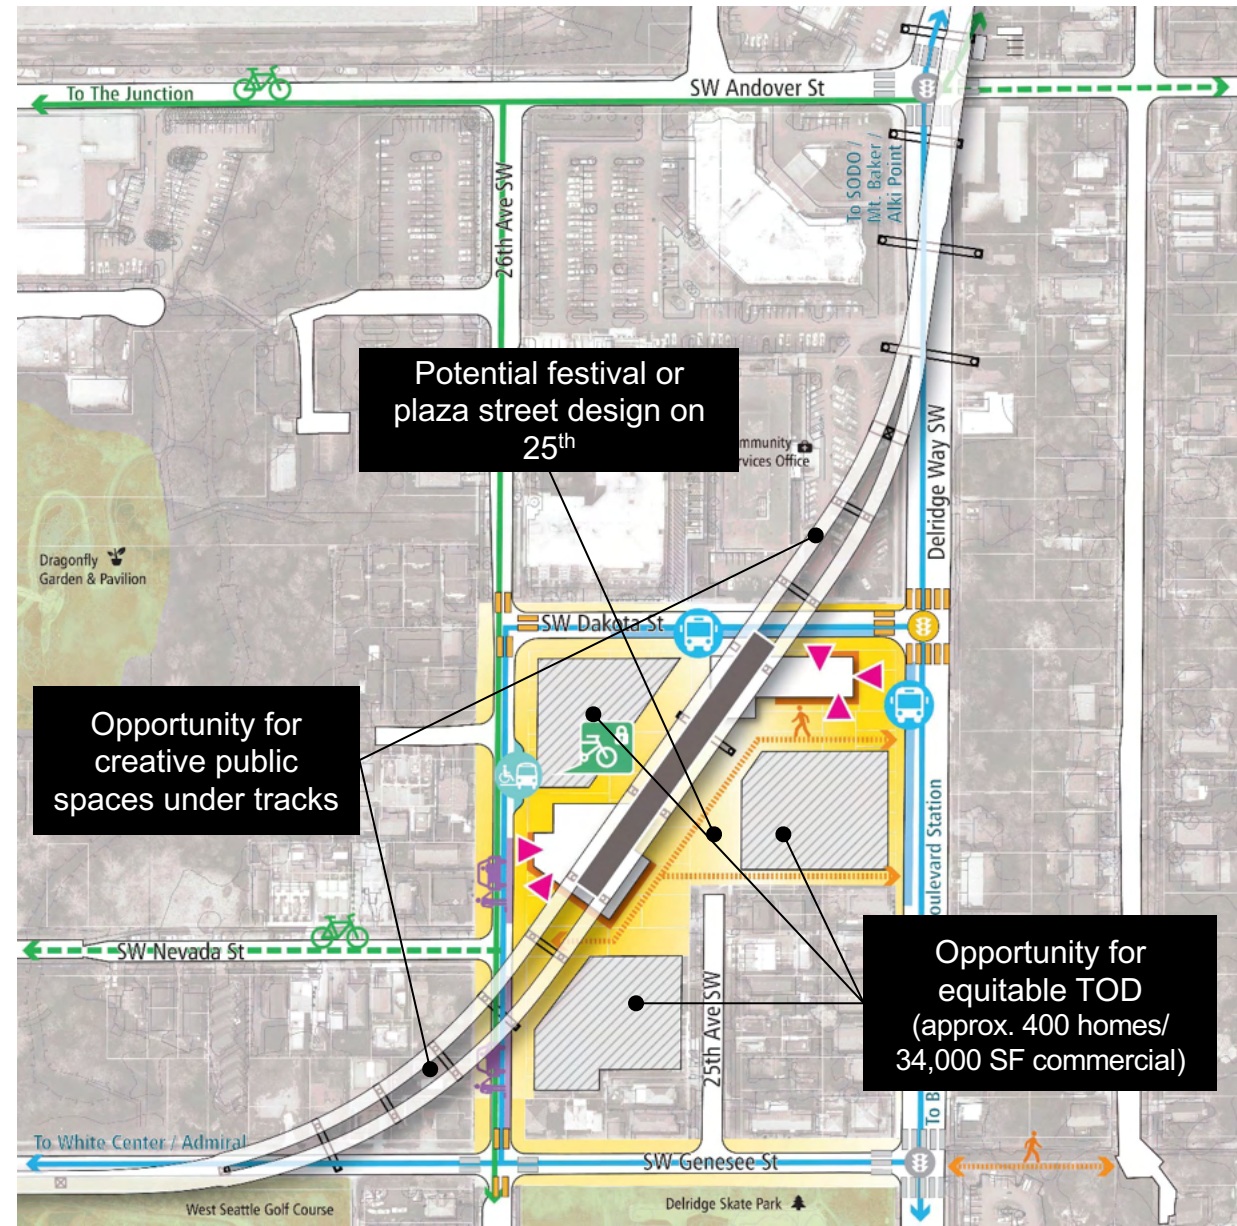 To The Junction
SW Andover St
To SODO /
Mt. Baker /
Alki Point
26th Ave SW
Potential festival or
plaza street design on
25th
mmunity
rvices Office
Delridge Way SW
Dragonfly
Garden & Pavilion
SW Dakota St
Opportunity for
creative public
spaces under tracks
oulevard Station
To B
SW Nevada St
25th Ave SW
Opportunity for
equitable TOD
(approx. 400 homes/
34,000 SF commercial)
To White Center / Admiral
SW Genesee St
West Seattle Golf Course
Delridge Skate Park